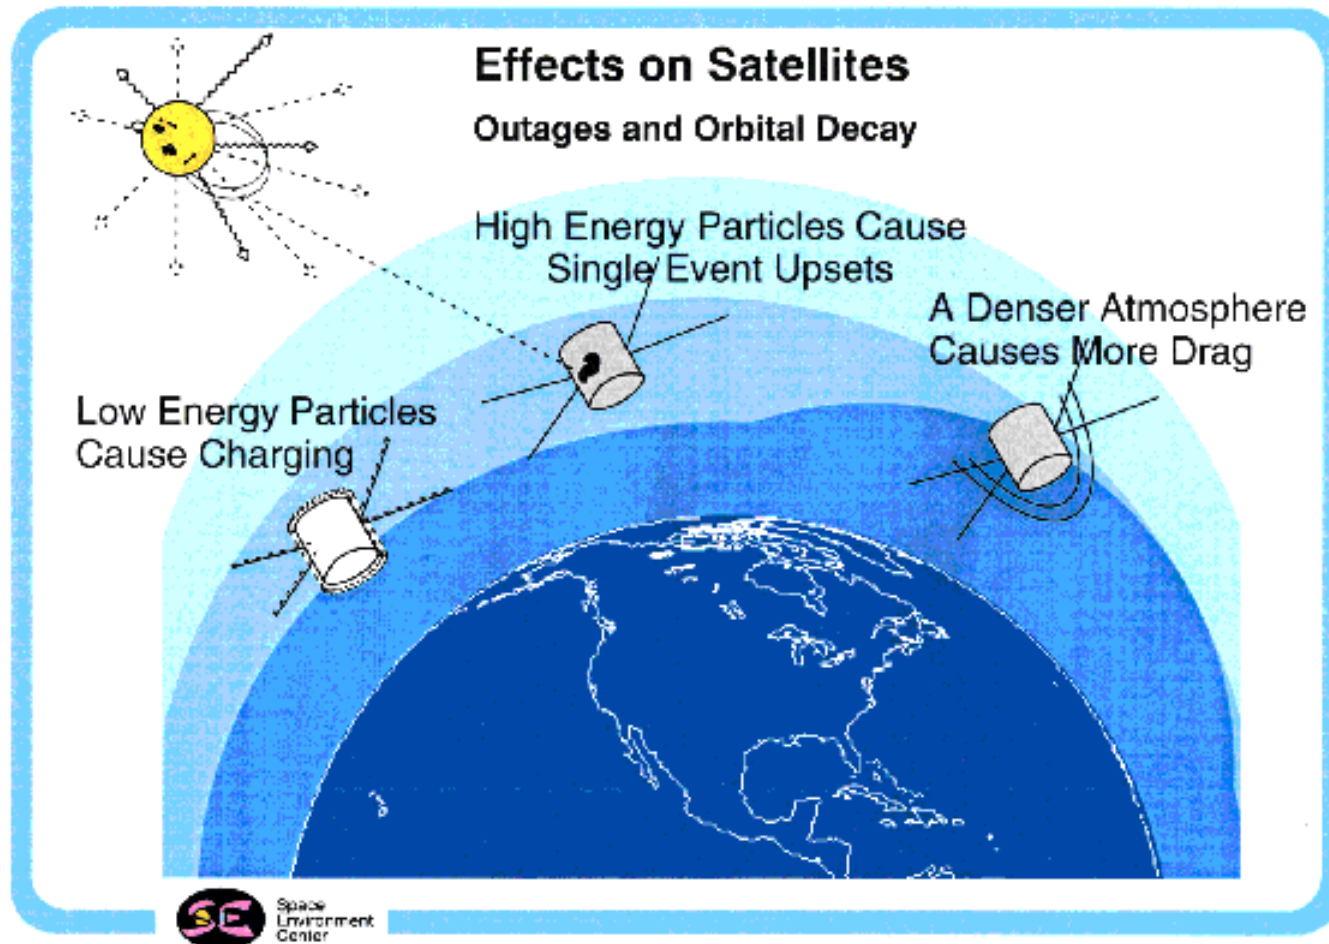 Effects on Satellites
Outages and Orbital Decay
High Energy Particles Cause
Single Event Upsets
A Denser Atmosphere
Causes More Drag
Low Energy Particles
Cause Charging
SE
Space
Environment
Center